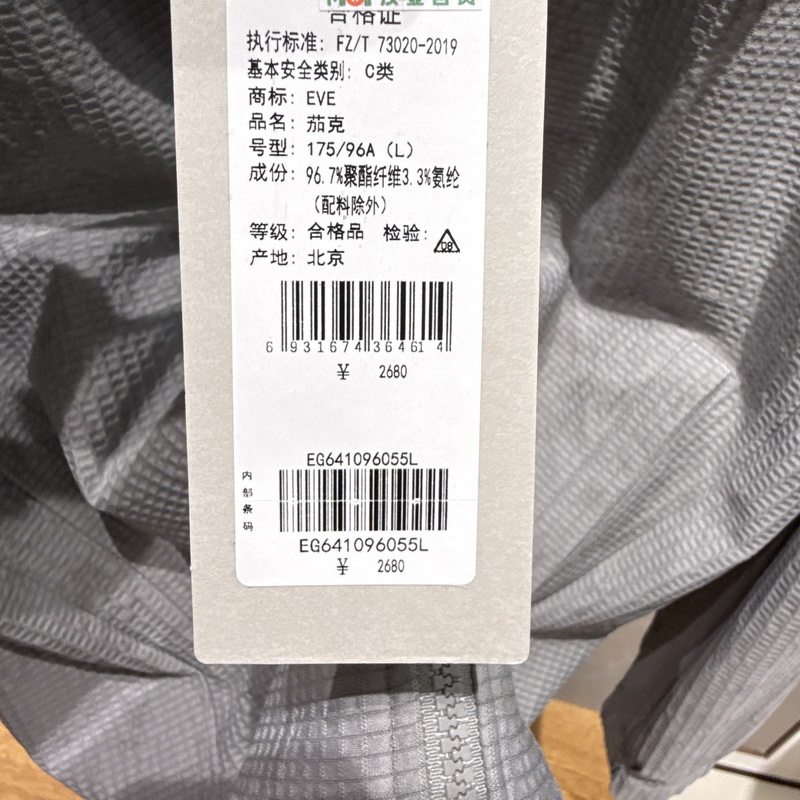 合格证
执行标准: FZ/T 73020-2019
基本安全类别: C类
商标: EVE
品名: 茄克
号型: 175/96A (L)
成份: 96.7%聚酯纤维3.3%氨纶
(配料除外)
等级: 合格品 检验: 08
产地: 北京
6 931674 364614
¥ 2680
EG641096055L
内部条码
EG641096055L
¥ 2680